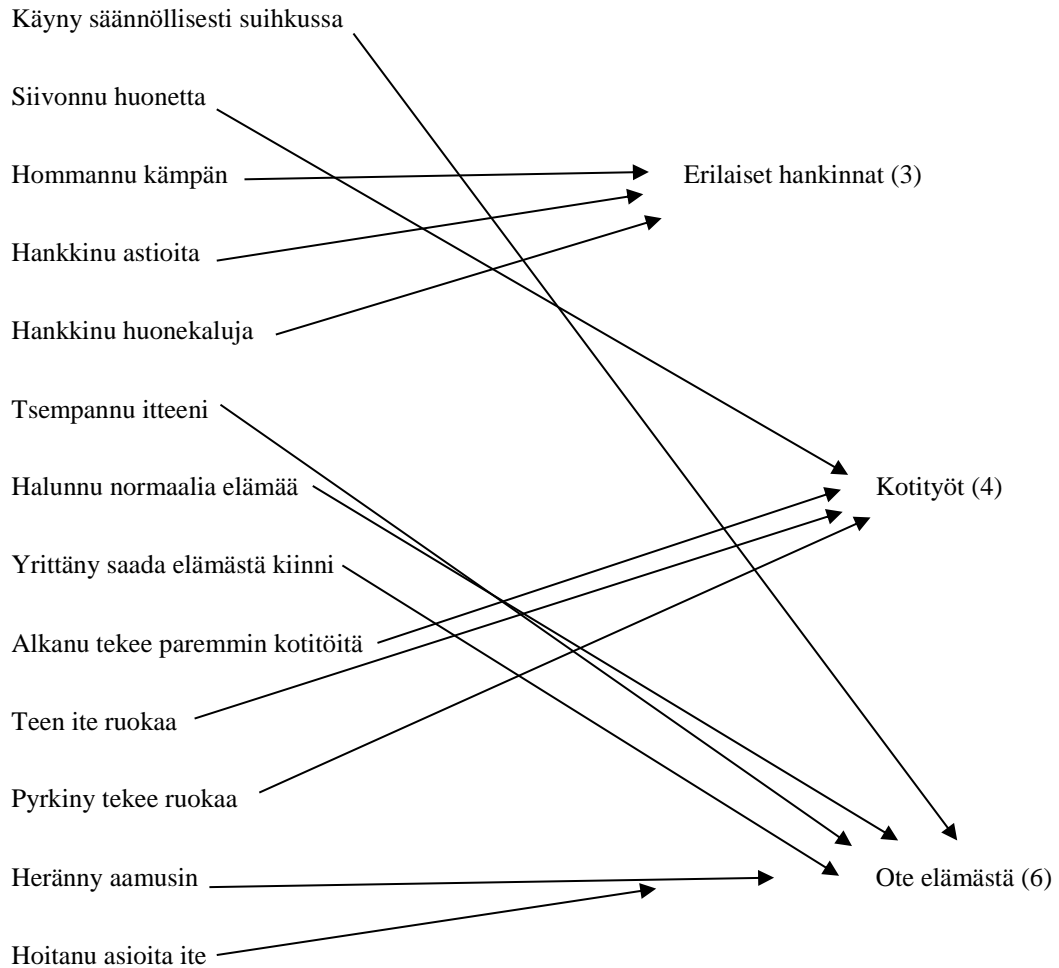 Käyny säännöllisesti suihkussa
Siivonnu huonetta
Hommannu kämpän
Erilaiset hankinnat (3)
Hankkinu astioita
Hankkinu huonekaluja
Tsempannu itteeni
Halunnu normaalia elämää
Kotityöt (4)
Yrittäny saada elämästä kiinni
Alkanu tekee paremmin kotitöitä
Teen ite ruokaa
Pyrkiny tekee ruokaa
Heränny aamusin
Ote elämästä (6)
Hoitanu asioita ite